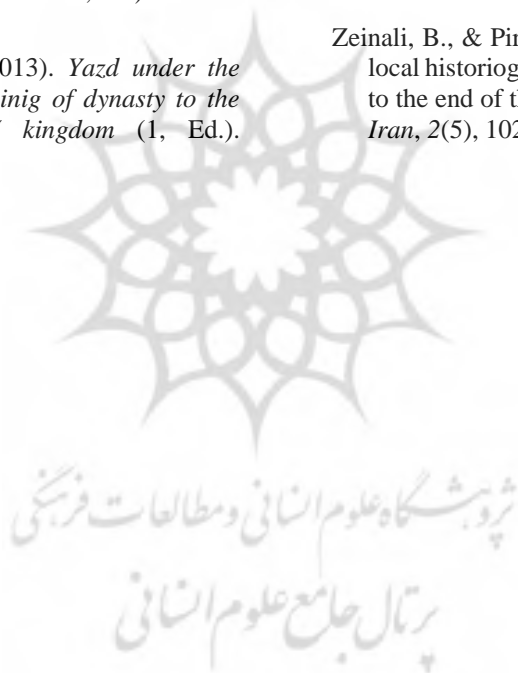 013). Yazd under the
inig of dynasty to the
kingdom (1, Ed.).
Zeinali, B., & Pir
local historiog
to the end of th
Iran, 2(5), 102
پژوهشگاه علوم انسانی و مطالعات فرهنگی
پرتال جامع علوم انسانی